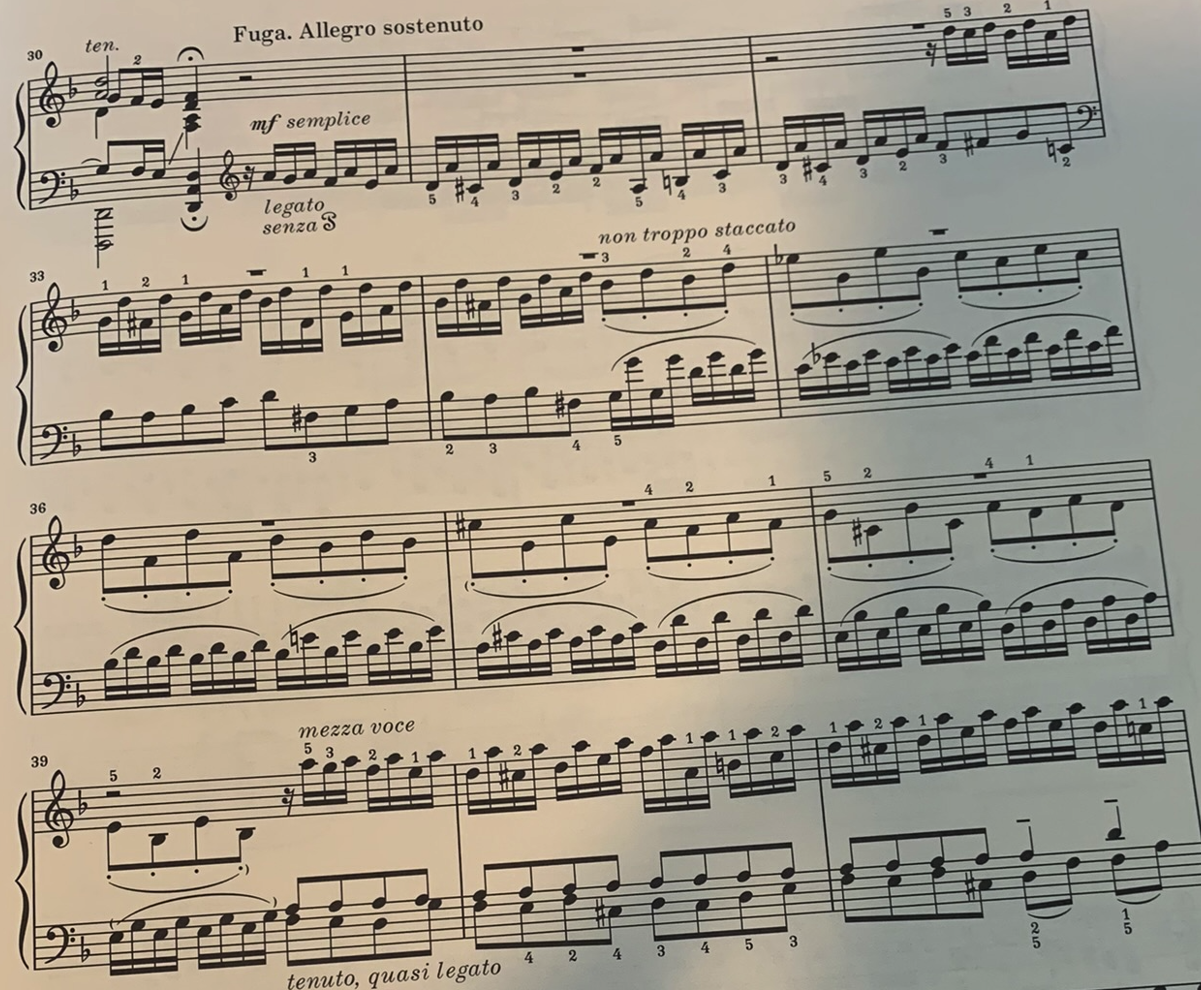 30 ten. Fuga. Allegro sostenuto
2 5 3 2 1
mf semplice
legato
senza
5 4 3 2 2 5 4 3 3 4 3 2 3 2
non troppo staccato
33 1 2 1 1 1 3 2 4
3 2 3 4 5
36 4 2 1 5 2 4 1
mezza voce
39 5 2 5 3 2 1 1 2 1 1 2 1 2 1 1
4 2 4 3 4 5 3 2 1
5 5
tenuto, quasi legato